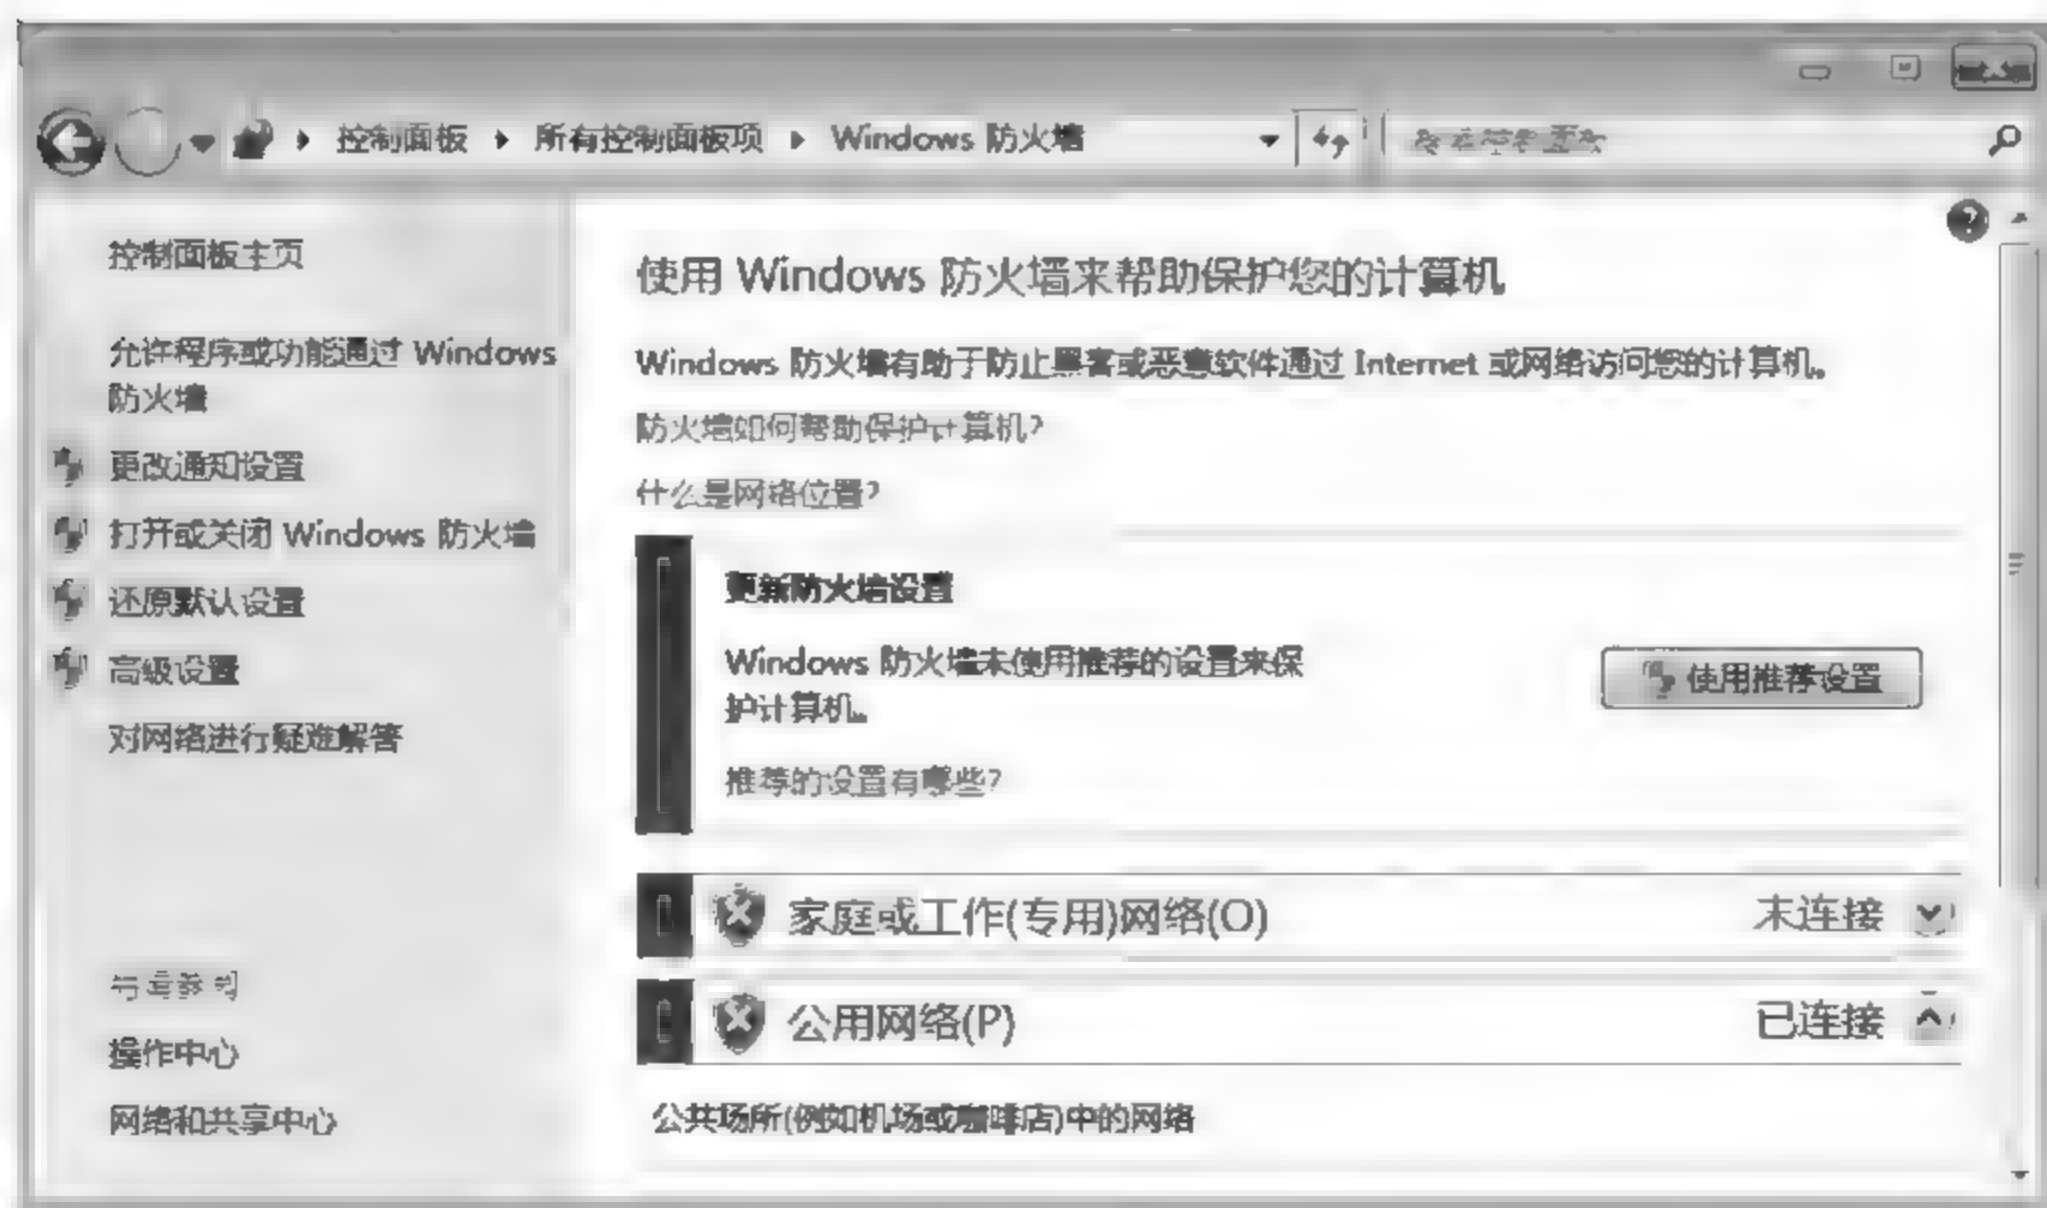 控制面板 所有控制面板项 Windows 防火墙
控制面板主页
允许程序或功能通过 Windows
防火墙
更改通知设置
打开或关闭 Windows 防火墙
还原默认设置
高级设置
对网络进行疑难解答
操作中心
网络和共享中心
使用 Windows 防火墙来帮助保护您的计算机
Windows 防火墙有助于防止黑客或恶意软件通过 Internet 或网络访问您的计算机。
防火墙如何帮助保护计算机?
什么是网络位置?
更新防火墙设置
Windows 防火墙未使用推荐的设置来保
护计算机。
使用推荐设置
推荐的设置有哪些?
家庭或工作(专用)网络(O) 未连接
公用网络(P) 已连接
公共场所(例如机场或咖啡店)中的网络